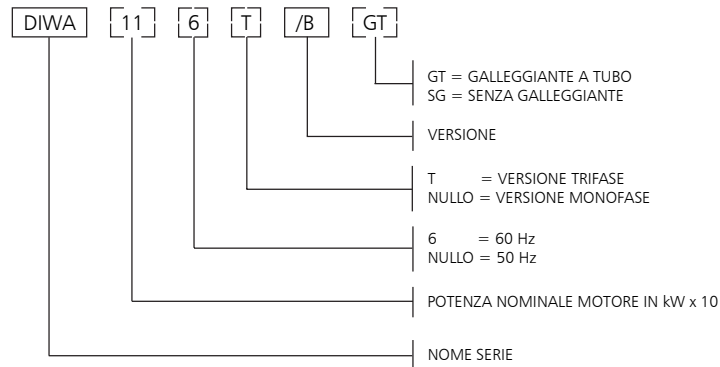 DIWA 11 6 T /B GT
GT = GALLEGGIANTE A TUBO
SG = SENZA GALLEGGIANTE
VERSIONE
T = VERSIONE TRIFASE
NULLO = VERSIONE MONOFASE
6 = 60 Hz
NULLO = 50 Hz
POTENZA NOMINALE MOTORE IN kW x 10
NOME SERIE